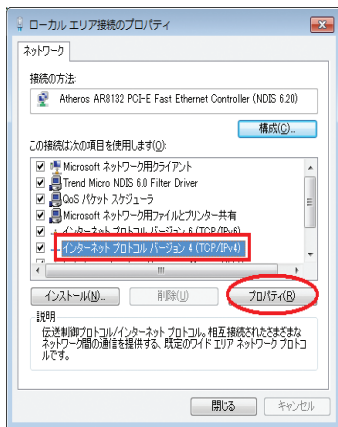 ローカル エリア接続のプロパティ
ネットワーク
接続の方法:
Atheros AR8132 PCI-E Fast Ethernet Controller (NDIS 6.20)
構成(C)...
この接続は次の項目を使用します(O):
Microsoft ネットワーク用クライアント
Trend Micro NDIS 6.0 Filter Driver
QoS パケット スケジューラ
Microsoft ネットワーク用ファイルとプリンター共有
インターネット プロトコル バージョン 6 (TCP/IPv6)
インターネット プロトコル バージョン 4 (TCP/IPv4)
インストール(N)...
削除(U)
プロパティ(R)
説明
伝送制御プロトコル/インターネット プロトコル。相互接続されたさまざまな
ネットワーク間の通信を提供する、既定のワイド エリア ネットワーク プロトコ
ルです。
閉じる
キャンセル